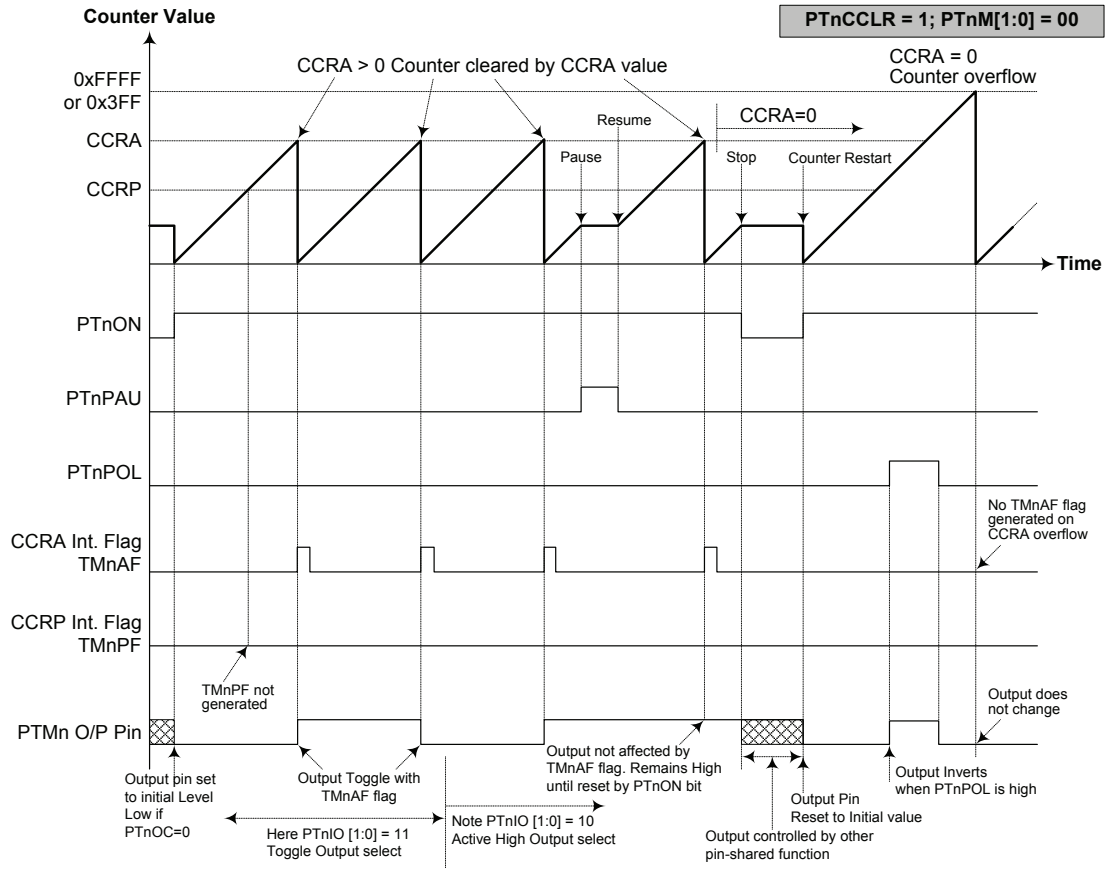 Counter Value
PTnCCLR = 1; PTnM[1:0] = 00
0xFFFF
or 0x3FF
CCRA > 0 Counter cleared by CCRA value
CCRA = 0
Counter overflow
CCRA
Resume
CCRA=0
Pause
Stop
Counter Restart
CCRP
Time
PTnON
PTnPAU
PTnPOL
No TMnAF flag
generated on
CCRA overflow
CCRA Int. Flag
TMnAF
CCRP Int. Flag
TMnPF
TMnPF not
generated
Output does
not change
PTMn O/P Pin
Output pin set
to initial Level
Low if
PTnOC=0
Output Toggle with
TMnAF flag
Output not affected by
TMnAF flag. Remains High
until reset by PTnON bit
Output Inverts
when PTnPOL is high
Output Pin
Reset to Initial value
Here PTnIO [1:0] = 11
Toggle Output select
Note PTnIO [1:0] = 10
Active High Output select
Output controlled by other
pin-shared function